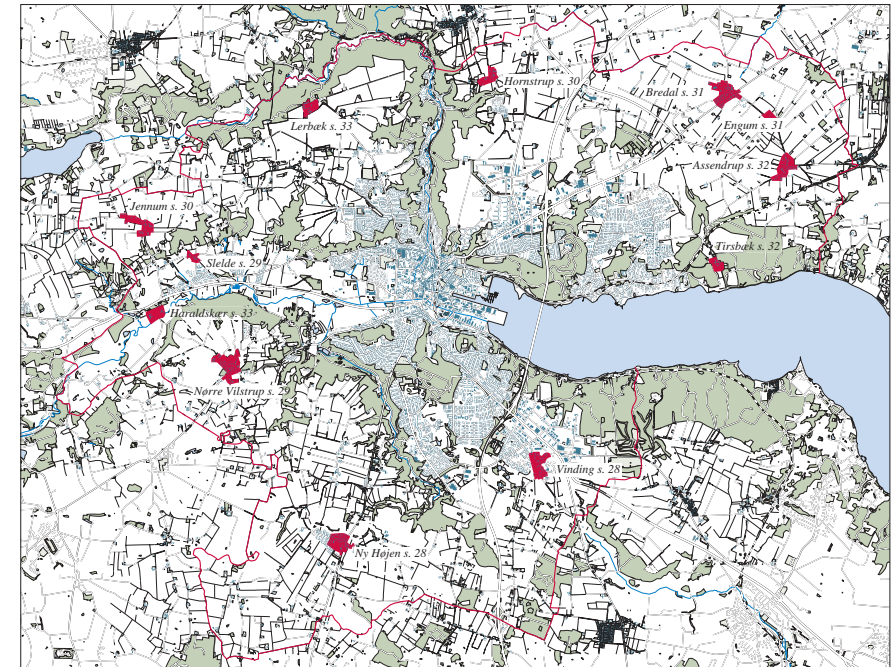 Hornstrup s. 30
Bredal s. 31
Lerbæk s. 33
Engum s. 31
Assendrup s. 32
Jennum s. 30
Tirsbæk s. 32
Slelde s. 29
Haraldskær s. 33
Nørre Vilstrup s. 29
Vinding s. 28
Ny Højen s. 28